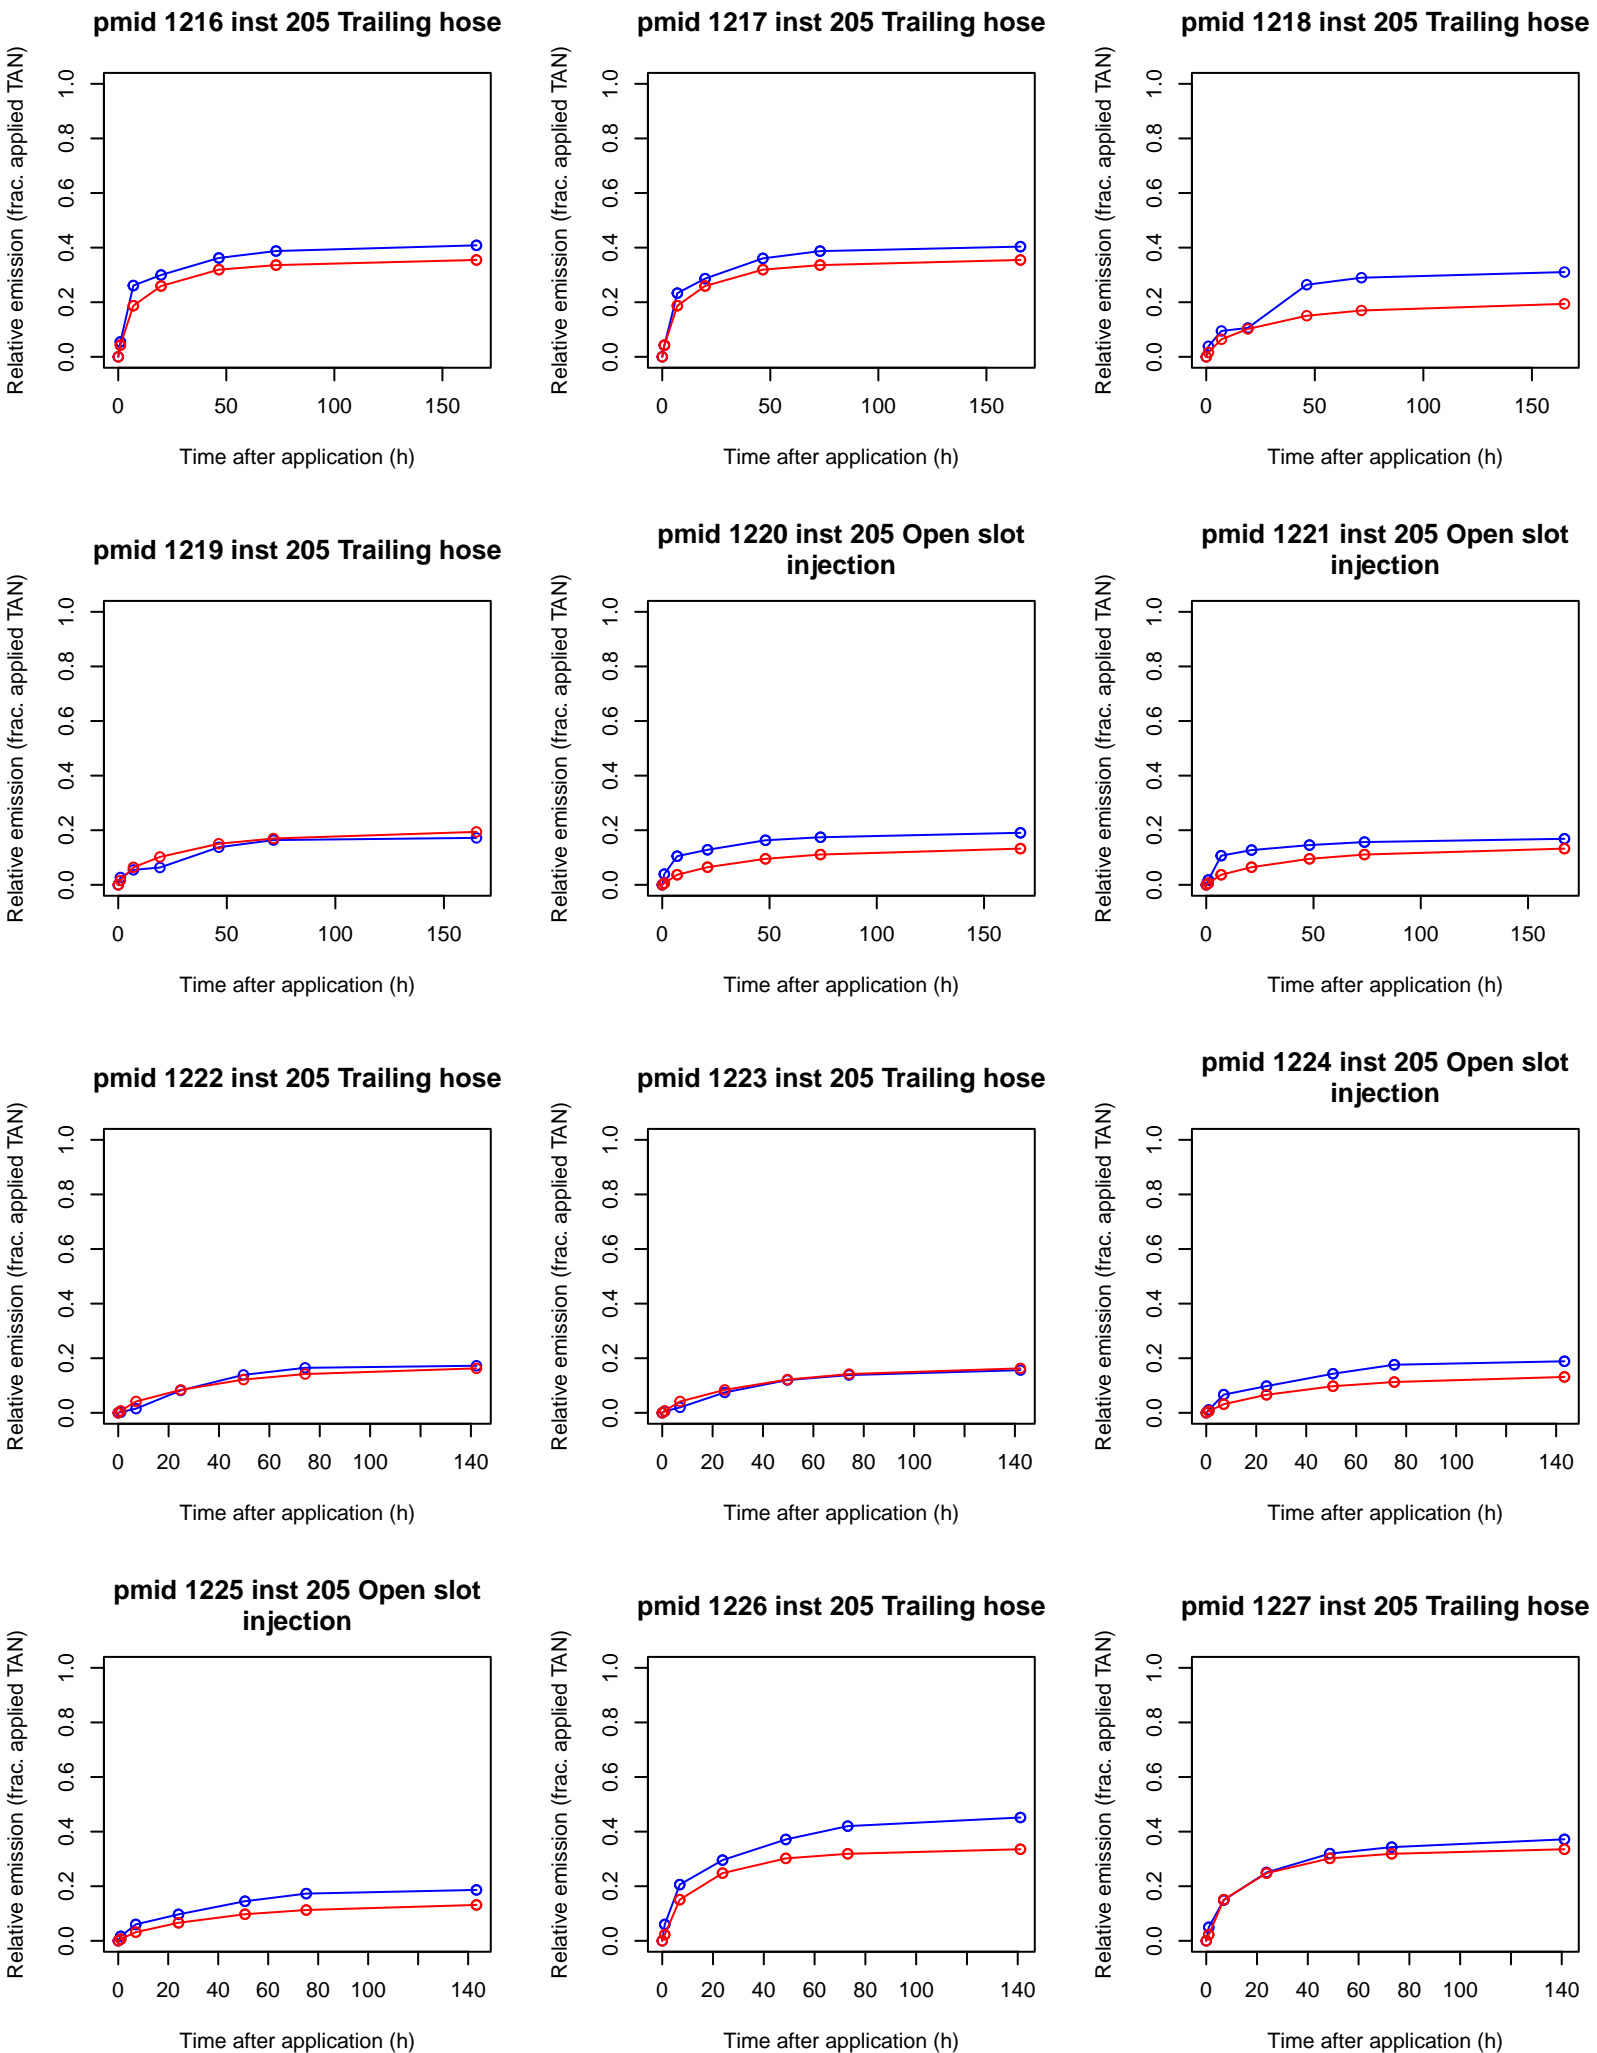 pmid 1216 inst 205 Trailing hose
Relative emission (frac. applied TAN)
1.0
0.8
0.6
0.4
0.2
0.0
0 50 100 150
Time after application (h)
pmid 1217 inst 205 Trailing hose
Relative emission (frac. applied TAN)
1.0
0.8
0.6
0.4
0.2
0.0
0 50 100 150
Time after application (h)
pmid 1218 inst 205 Trailing hose
Relative emission (frac. applied TAN)
1.0
0.8
0.6
0.4
0.2
0.0
0 50 100 150
Time after application (h)
pmid 1219 inst 205 Trailing hose
Relative emission (frac. applied TAN)
1.0
0.8
0.6
0.4
0.2
0.0
0 50 100 150
Time after application (h)
pmid 1220 inst 205 Open slot
injection
Relative emission (frac. applied TAN)
1.0
0.8
0.6
0.4
0.2
0.0
0 50 100 150
Time after application (h)
pmid 1221 inst 205 Open slot
injection
Relative emission (frac. applied TAN)
1.0
0.8
0.6
0.4
0.2
0.0
0 50 100 150
Time after application (h)
pmid 1222 inst 205 Trailing hose
Relative emission (frac. applied TAN)
1.0
0.8
0.6
0.4
0.2
0.0
0 20 40 60 80 100 140
Time after application (h)
pmid 1223 inst 205 Trailing hose
Relative emission (frac. applied TAN)
1.0
0.8
0.6
0.4
0.2
0.0
0 20 40 60 80 100 140
Time after application (h)
pmid 1224 inst 205 Open slot
injection
Relative emission (frac. applied TAN)
1.0
0.8
0.6
0.4
0.2
0.0
0 20 40 60 80 100 140
Time after application (h)
pmid 1225 inst 205 Open slot
injection
Relative emission (frac. applied TAN)
1.0
0.8
0.6
0.4
0.2
0.0
0 20 40 60 80 100 140
Time after application (h)
pmid 1226 inst 205 Trailing hose
Relative emission (frac. applied TAN)
1.0
0.8
0.6
0.4
0.2
0.0
0 20 40 60 80 100 140
Time after application (h)
pmid 1227 inst 205 Trailing hose
Relative emission (frac. applied TAN)
1.0
0.8
0.6
0.4
0.2
0.0
0 20 40 60 80 100 140
Time after application (h)